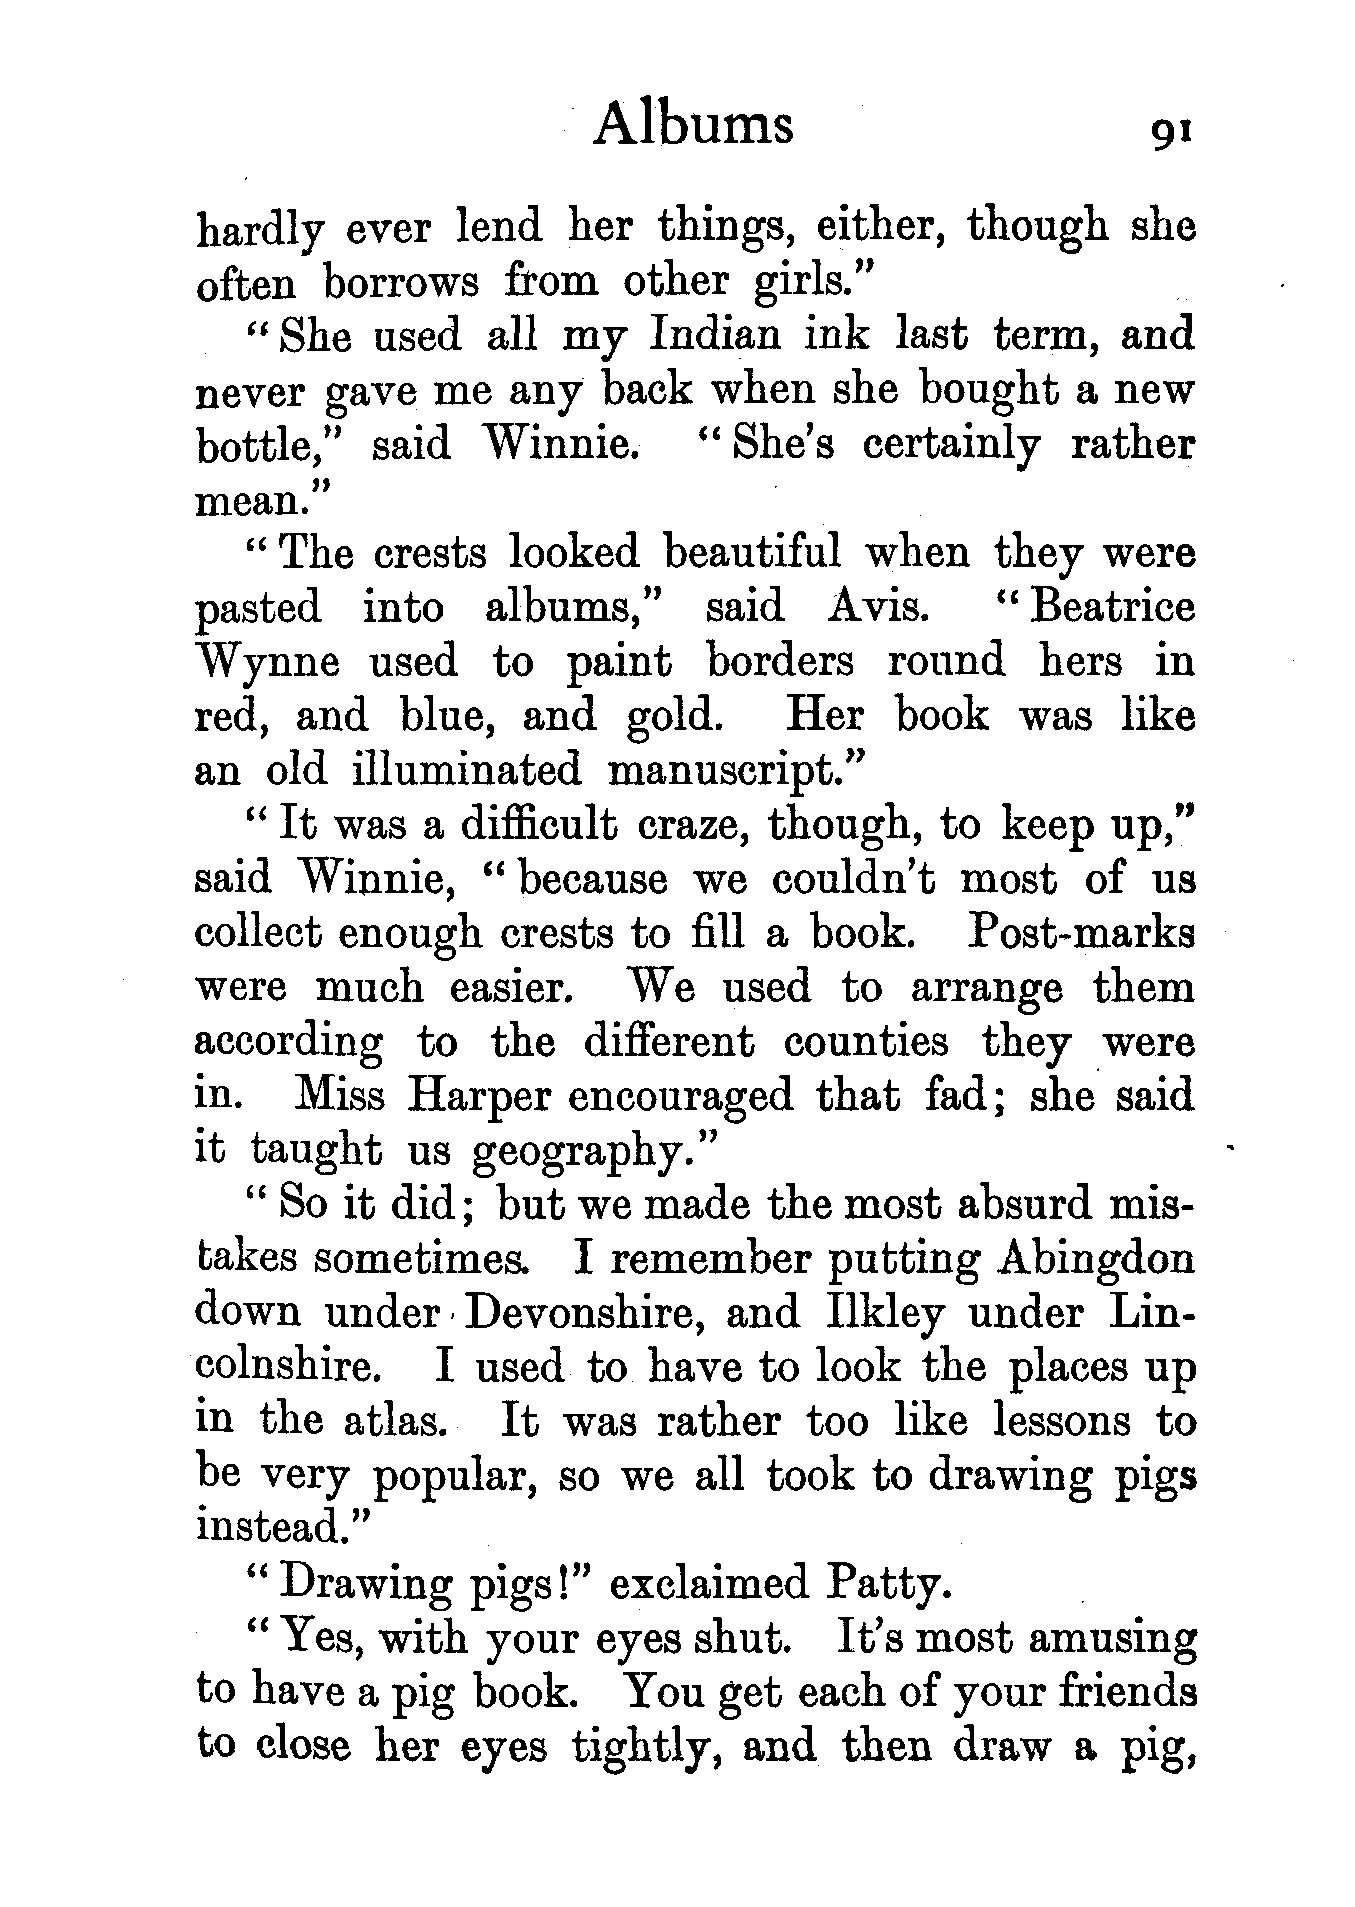 Albums 91
hardly ever lend her things, either, though she
often borrows from other girls."
"She used all my Indian ink last term, and
never gave me any back when she bought a new
bottle," said Winnie. "She's certainly rather
mean."
"The crests looked beautiful when they were
pasted into albums," said Avis. "Beatrice
Wynne used to paint borders round hers in
red, and blue, and gold. Her book was like
an old illuminated manuscript."
"It was a difficult craze, though, to keep up,"
said Winnie, "because we couldn't most of us
collect enough crests to fill a book. Post-marks
were much easier. We used to arrange them
according to the different counties they were
in. Miss Harper encouraged that fad; she said
it taught us geography."
"So it did; but we made the most absurd mis-
takes sometimes. I remember putting Abingdon
down under Devonshire, and Ilkley under Lin-
colnshire. I used to have to look the places up
in the atlas. It was rather too like lessons to
be very popular, so we all took to drawing pigs
instead."
"Drawing pigs!" exclaimed Patty.
"Yes, with your eyes shut. It's most amusing
to have a pig book. You get each of your friends
to close her eyes tightly, and then draw a pig,